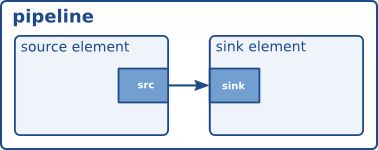 pipeline
source element
sink element
src
sink